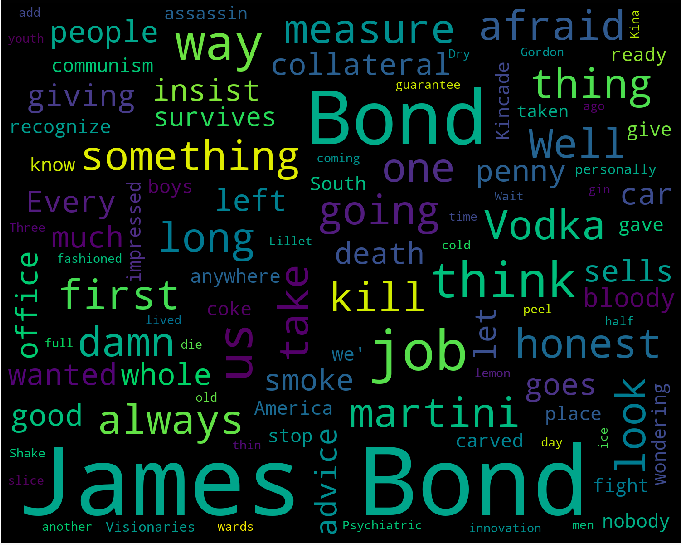 add assassin
youth people way measure afraid Kina
communism collateral Dry Gordon ready
giving insist guarantee Kincade thing
recognize survives Bond taken ago give
know something coming one Well penny personally
Every impressed boys left South Wait gin car
Three much long Lillet going time Vodka gave
fashioned anywhere death cold think sells
office first coke take kill peel bloody
full lived us we' job let half
damn die lemon honest
wanted whole smoke goes look wondering
good always old America martini place
Shake thin stop advice carved day ice fight
slice James Bond nobody
another Visionaries wards Psychiatric innovation men